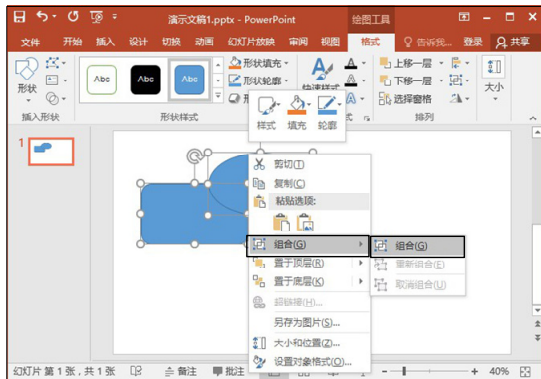 演示文稿1.pptx - PowerPoint
绘图工具
文件 开始 插入 设计 切换 动画 幻灯片放映 审阅 视图 格式 告诉我... 登录 共享
形状
Abc Abc Abc
形状填充
形状轮廓
快速样式
上移一层
下移一层
选择窗格
大小
插入形状 形状样式 排列
样式 填充 轮廓
1
剪切(T)
复制(C)
粘贴选项:
组合(G) 组合(G)
置于顶层(R) 重新组合(E)
置于底层(K) 取消组合(U)
超链接(H)...
另存为图片(S)...
大小和位置(Z)...
设置对象格式(O)...
幻灯片 第 1 张，共 1 张 备注 批注 40%